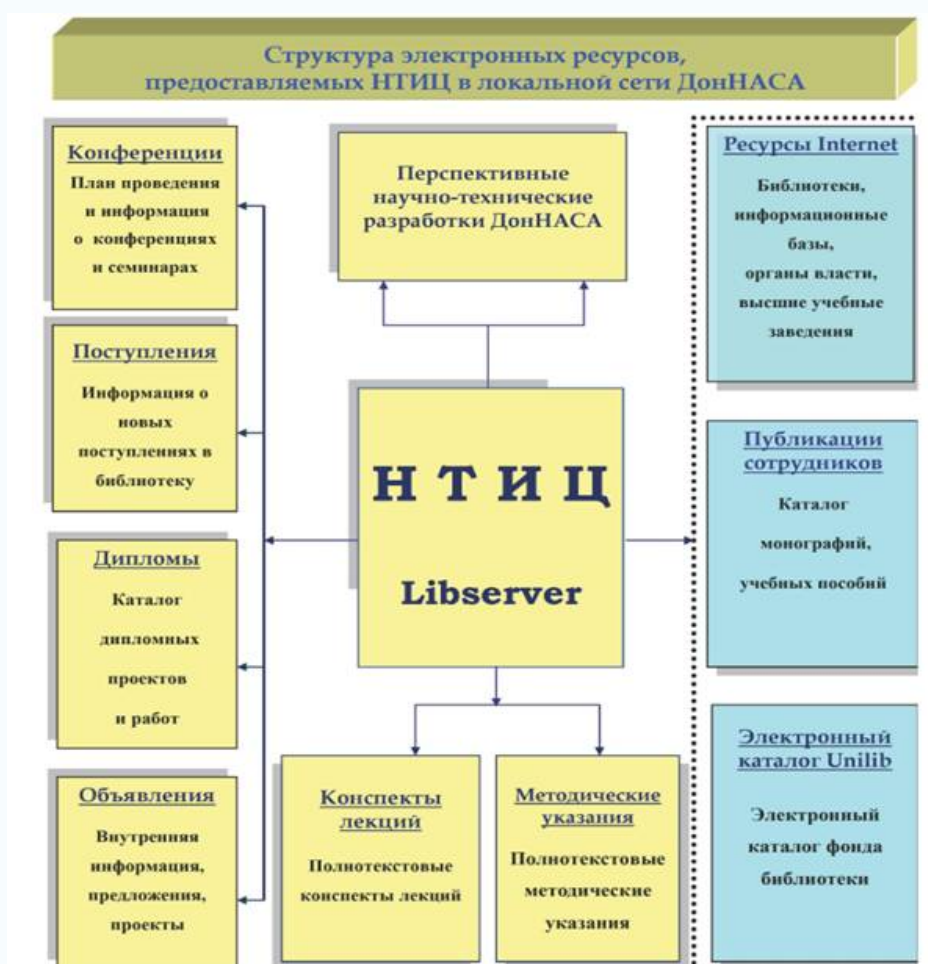 Структура электронных ресурсов,
предоставляемых НТИЦ в локальной сети ДонНАСА
Конференции
План проведения
и информация
о конференциях
и семинарах
Перспективные
научно-технические
разработки ДонНАСА
Ресурсы Internet
Библиотеки,
информационные
базы,
органы власти,
высшие учебные
заведения
Поступления
Информация о
новых
поступлениях в
библиотеку
Н Т И Ц
Libserver
Публикации
сотрудников
Каталог
монографий,
учебных пособий
Дипломы
Каталог
дипломных
проектов
и работ
Объявления
Внутренняя
информация,
предложения,
проекты
Конспекты
лекций
Полнотекстовые
конспекты лекций
Методические
указания
Полнотекстовые
методические
указания
Электронный
каталог Unilib
Электронный
каталог фонда
библиотеки